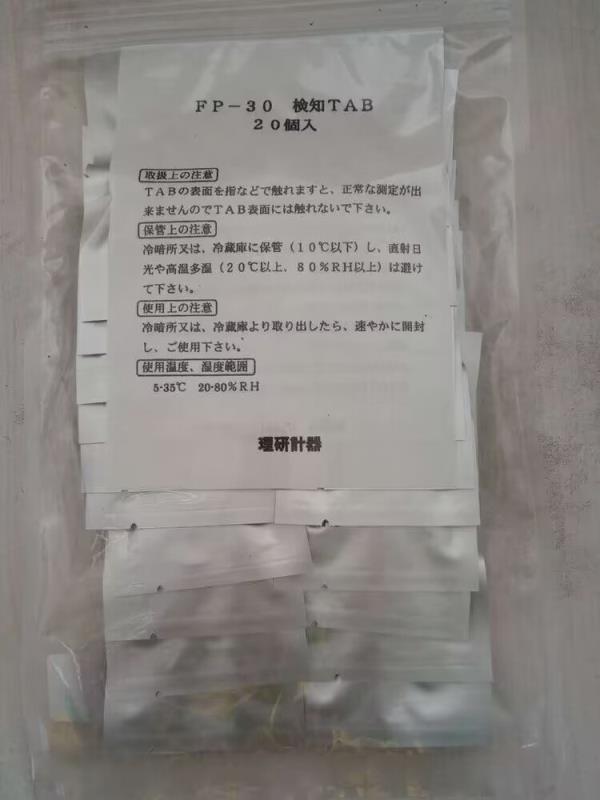 FP-30 検知TAB
20個入
取扱上の注意
TABの表面を指などで触れますと、正常な測定が出
来ませんのでTAB表面には触れないで下さい。
保管上の注意
冷暗所又は、冷蔵庫に保管(10℃以下)し、直射日
光や高温多湿(20℃以上、80%RH以上)は避け
て下さい。
使用上の注意
冷暗所又は、冷蔵庫より取り出したら、速やかに開封
し、ご使用下さい。
使用温度、湿度範囲
5-35℃ 20-80%RH
理研計器